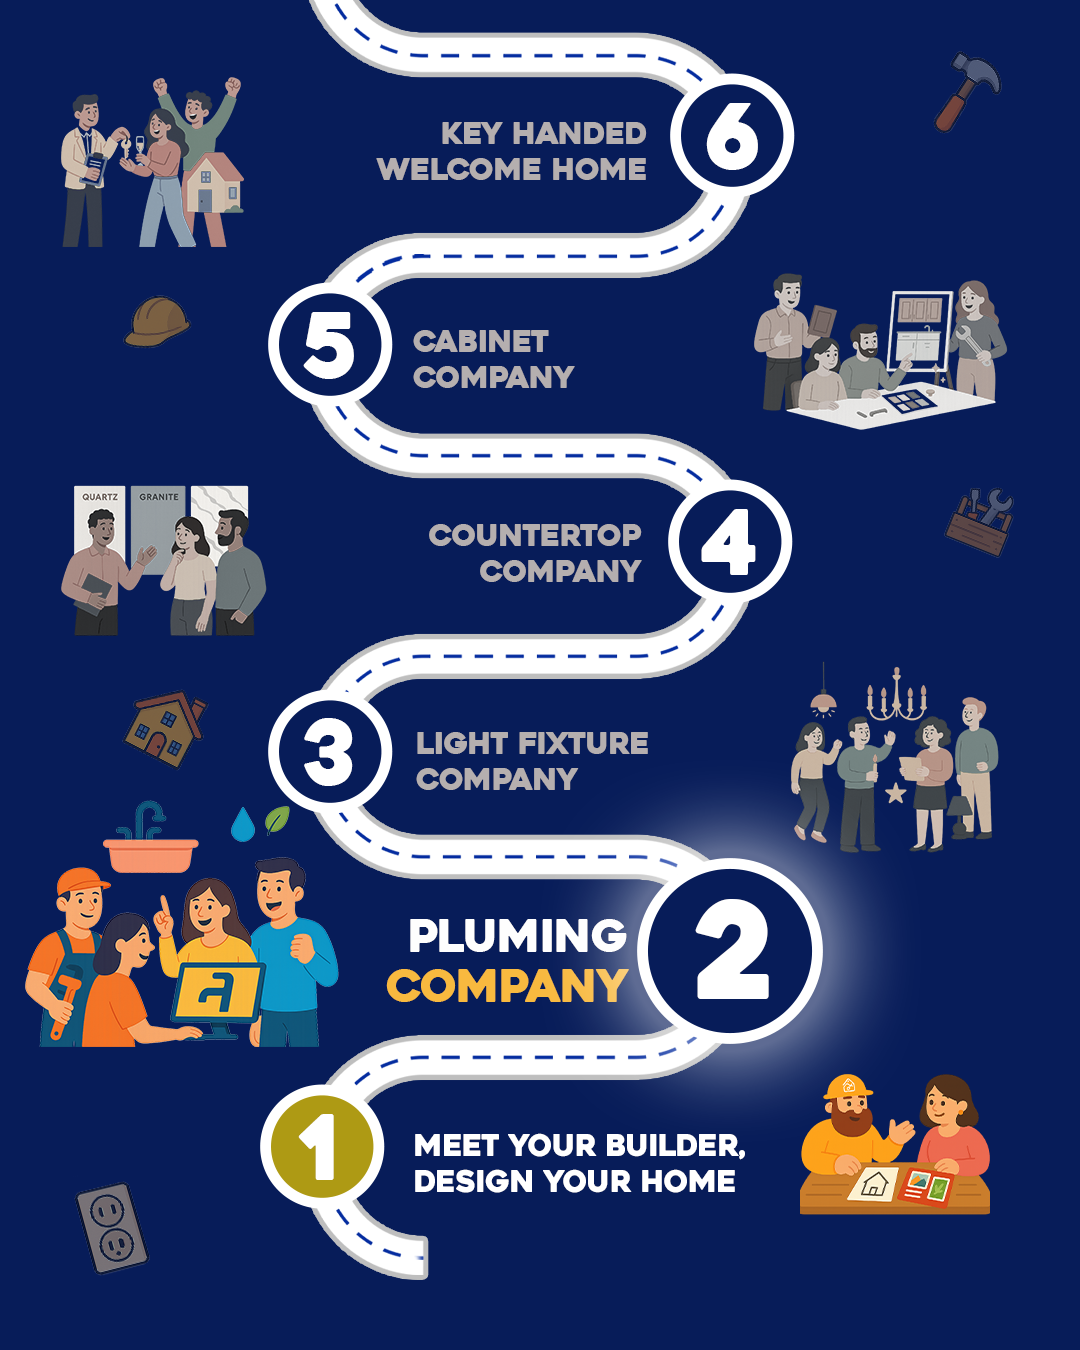 6
KEY HANDED
WELCOME HOME
5
CABINET
COMPANY
QUARTZ
GRANITE
4
COUNTERTOP
COMPANY
3
LIGHT FIXTURE
COMPANY
2
PLUMING
COMPANY
a
1
MEET YOUR BUILDER,
DESIGN YOUR HOME